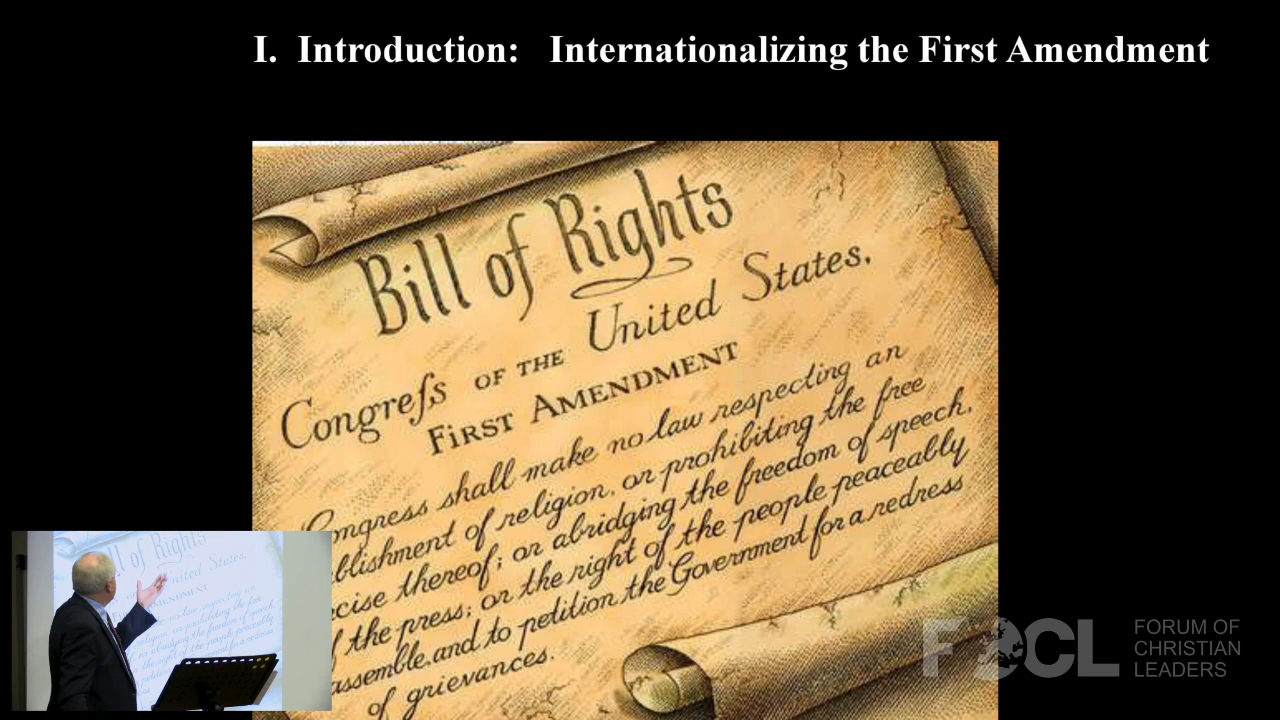 I. Introduction: Internationalizing the First Amendment
Bill of Rights
Congreſs OF THE United States,
FIRST AMENDMENT
Congress shall make no law respecting an
blishment of religion, or prohibiting the free
cise thereof; or abridging the freedom of speech,
f the press; or the right of the people peaceably
assemble, and to petition the Government for a redress
of grievances.
FOCL
FORUM OF
CHRISTIAN
LEADERS